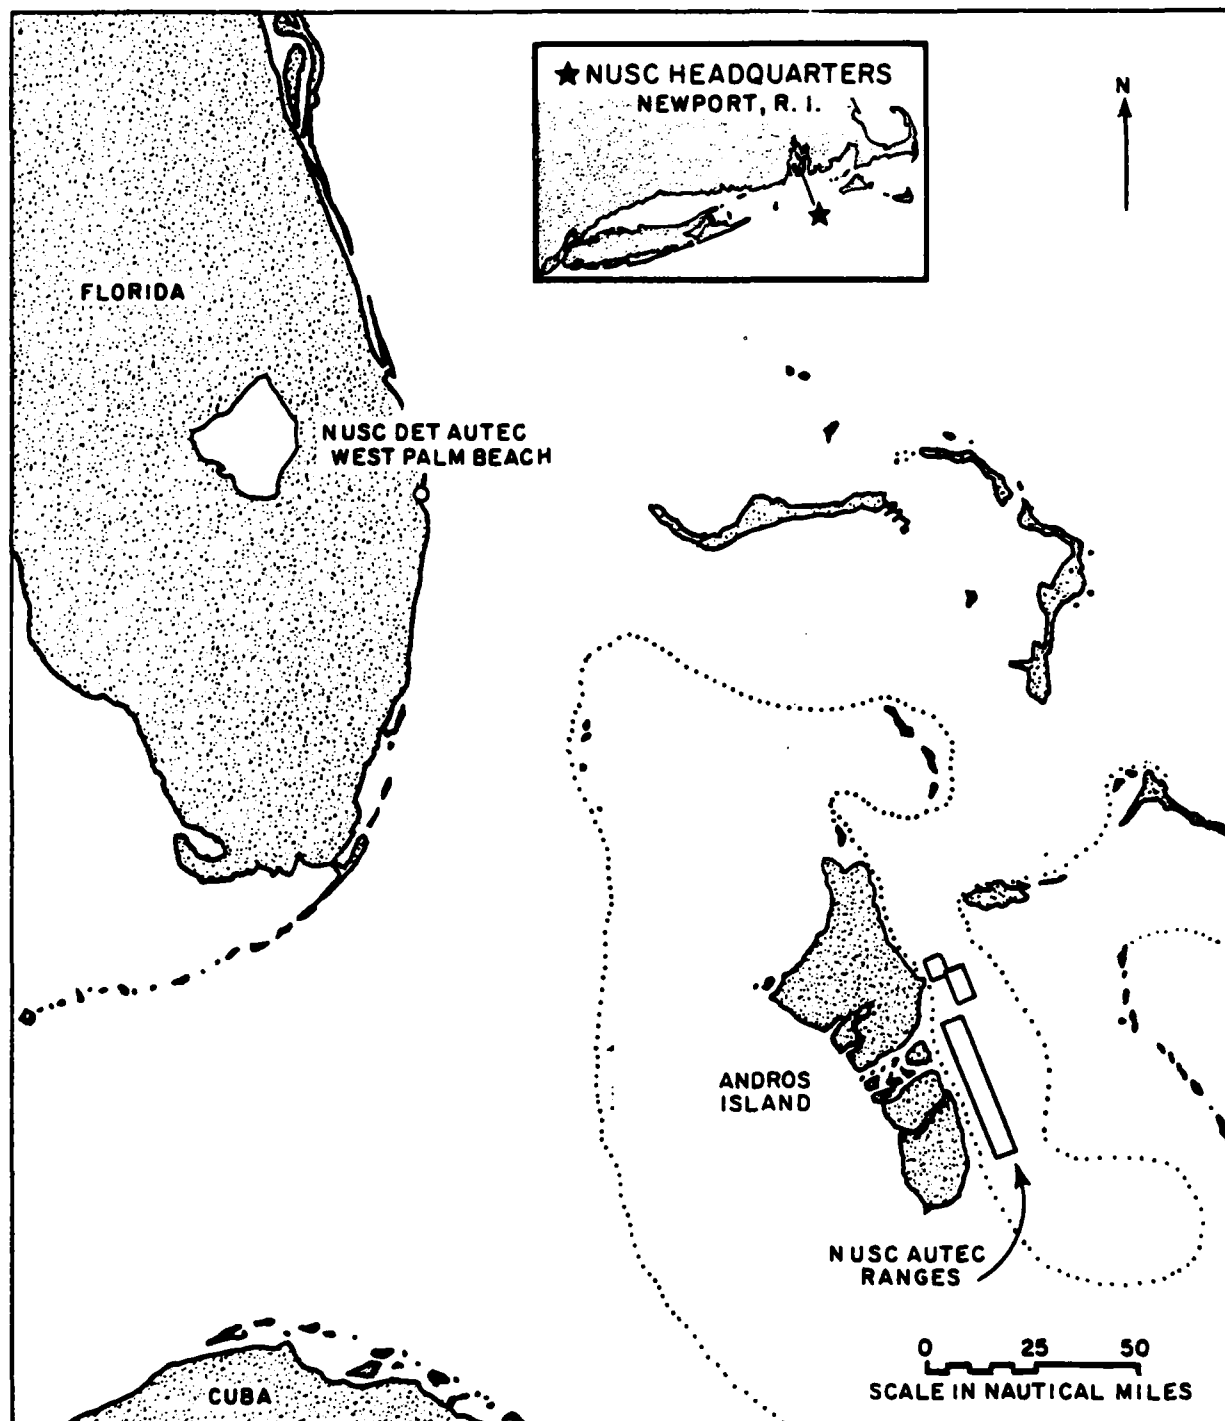 ★ NUSC HEADQUARTERS
NEWPORT, R. I.
N
FLORIDA
NUSC DET AUTEC
WEST PALM BEACH
ANDROS
ISLAND
NUSC AUTEC
RANGES
0 25 50
SCALE IN NAUTICAL MILES
CUBA